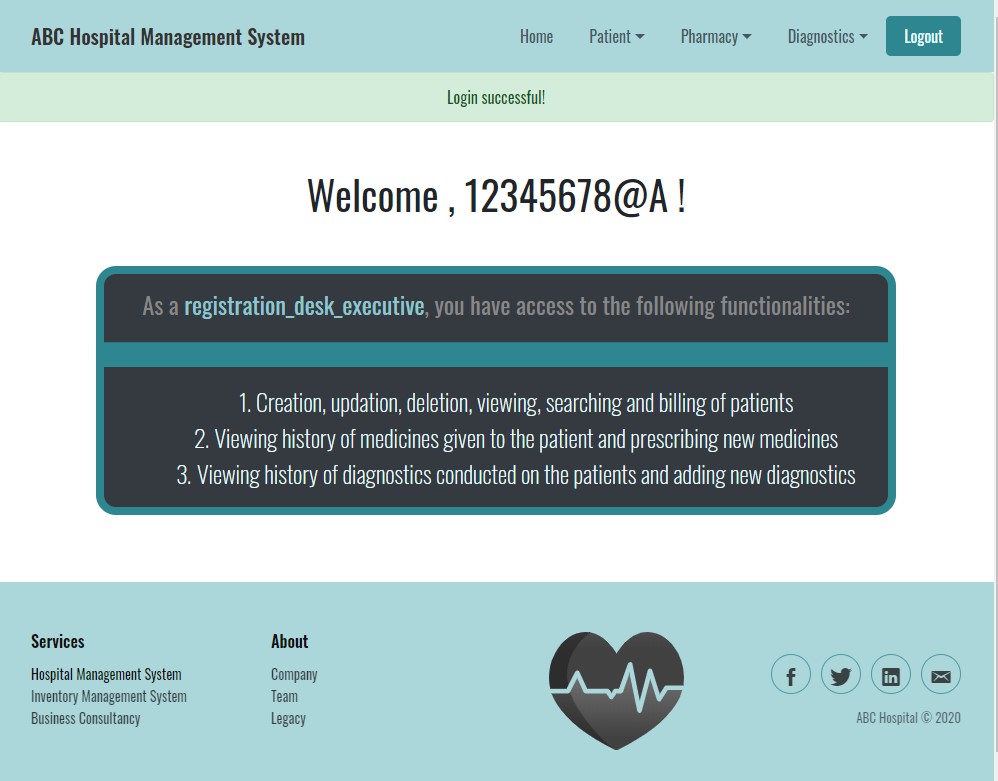 ABC Hospital Management System
Home Patient Pharmacy Diagnostics Logout
Login successful!
Welcome , 12345678@A !
As a registration_desk_executive, you have access to the following functionalities:
1. Creation, updation, deletion, viewing, searching and billing of patients
2. Viewing history of medicines given to the patient and prescribing new medicines
3. Viewing history of diagnostics conducted on the patients and adding new diagnostics
Services
Hospital Management System
Inventory Management System
Business Consultancy
About
Company
Team
Legacy
f
in
ABC Hospital © 2020